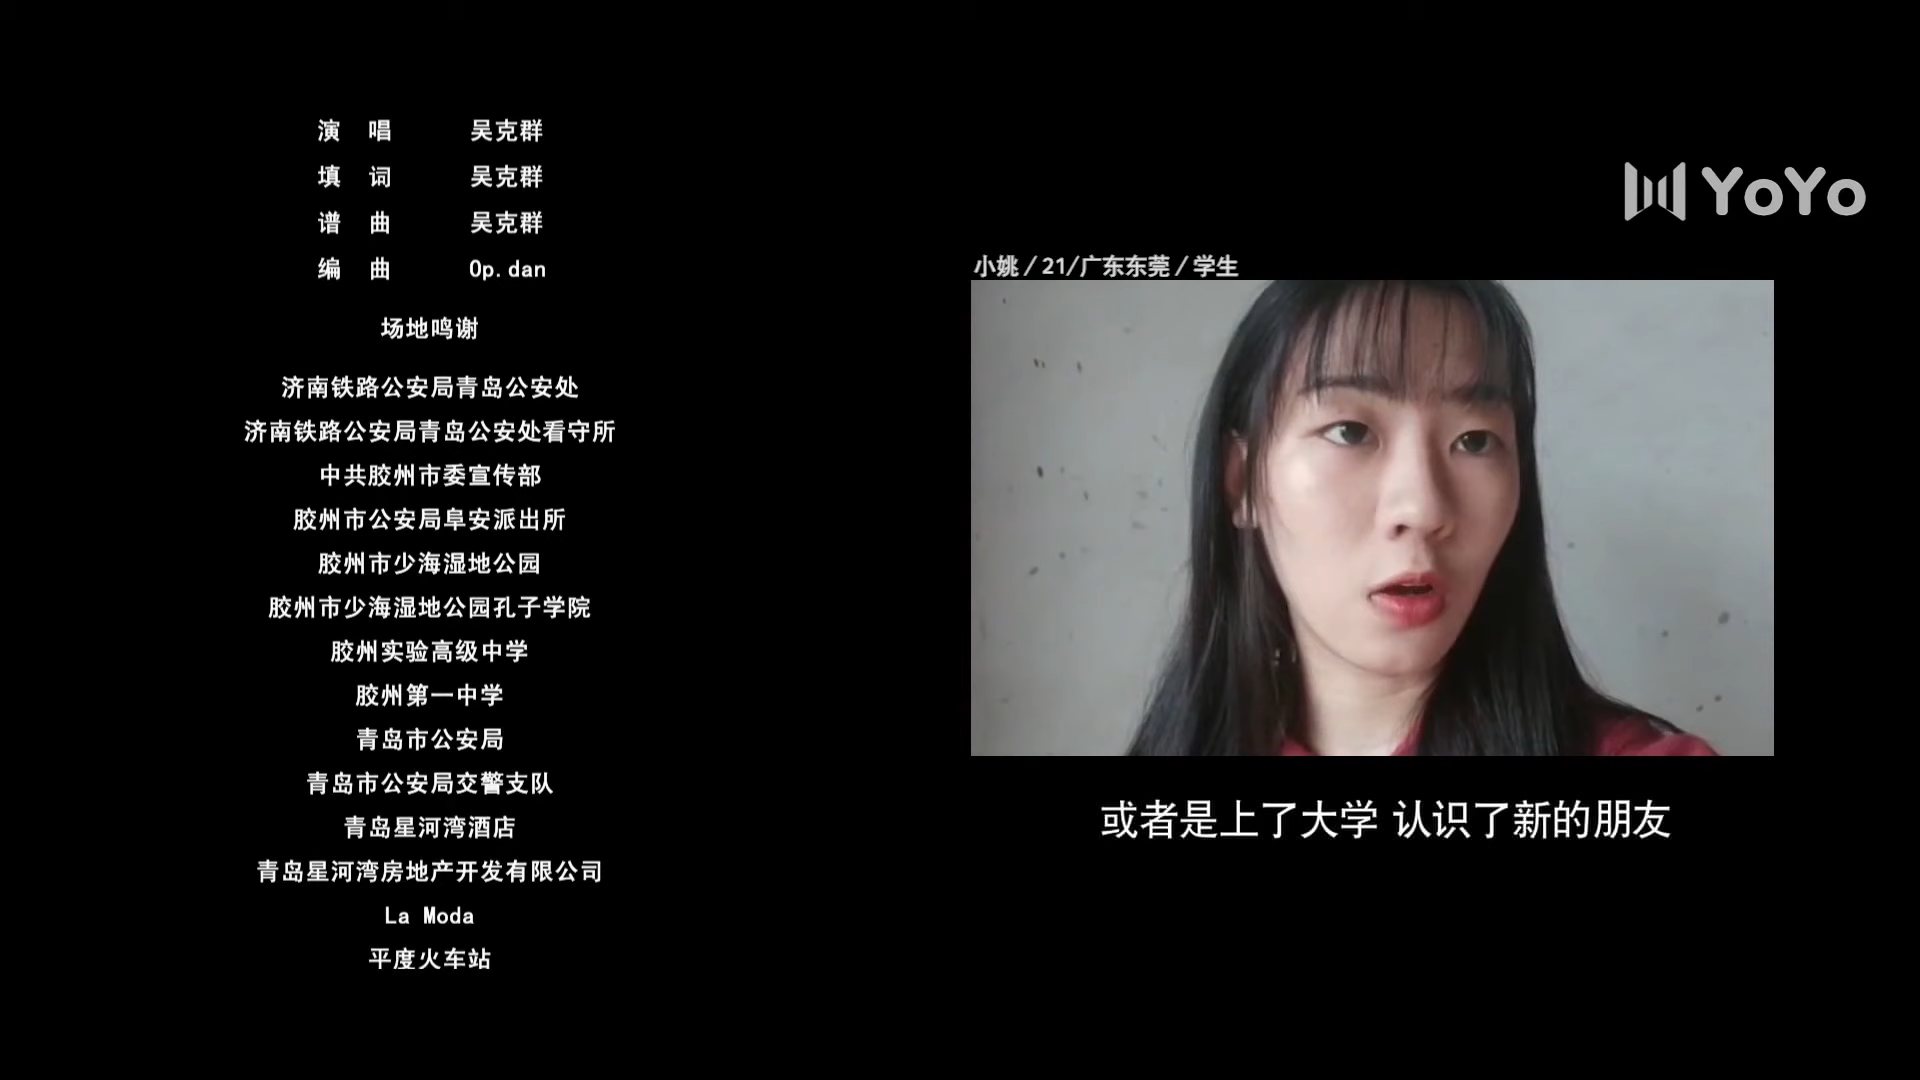 演 唱 吴克群
填 词 吴克群
谱 曲 吴克群
编 曲 Op.dan
场地鸣谢
济南铁路公安局青岛公安处
济南铁路公安局青岛公安处看守所
中共胶州市委宣传部
胶州市公安局阜安派出所
胶州市少海湿地公园
胶州市少海湿地公园孔子学院
胶州实验高级中学
胶州第一中学
青岛市公安局
青岛市公安局交警支队
青岛星河湾酒店
青岛星河湾房地产开发有限公司
La Moda
平度火车站
YoYo
小姚/21/广东东莞/学生
或者是上了大学 认识了新的朋友